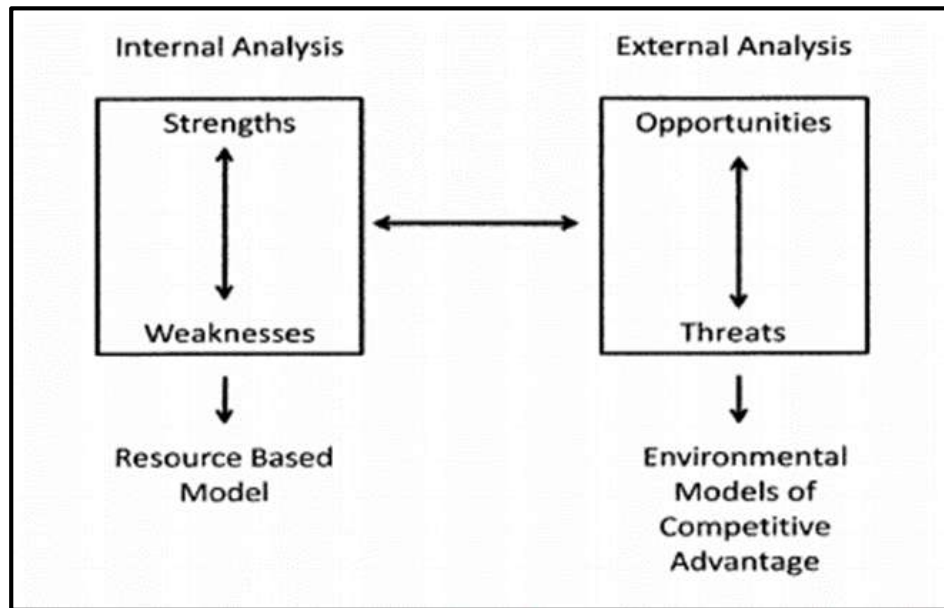 Internal Analysis
External Analysis
Strengths
Weaknesses
Opportunities
Threats
Resource Based
Model
Environmental
Models of
Competitive
Advantage